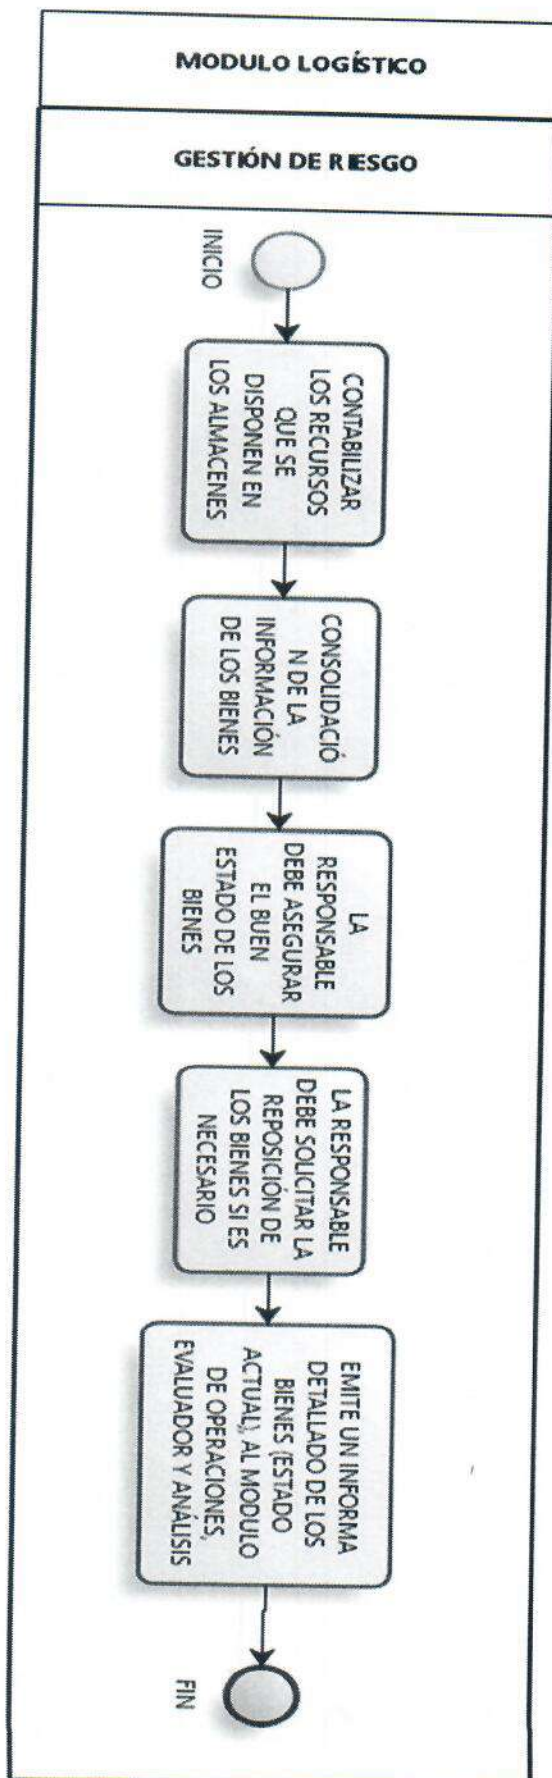 MODULO LOGÍSTICO
GESTIÓN DE RIESGO
INICIO
CONTABILIZAR
LOS RECURSOS
QUE SE
DISPONEN EN
LOS ALMACENES
CONSOLIDACIÓ
N DE LA
INFORMACIÓN
DE LOS BIENES
LA
RESPONSABLE
DEBE ASEGURAR
EL BUEN
ESTADO DE LOS
BIENES
LA RESPONSABLE
DEBE SOLICITAR LA
REPOSICIÓN DE
LOS BIENES SI ES
NECESARIO
EMITE UN INFORMA
DETALLADO DE LOS
BIENES (ESTADO
ACTUAL), AL MODULO
DE OPERACIONES,
EVALUADOR Y ANÁLISIS
FIN